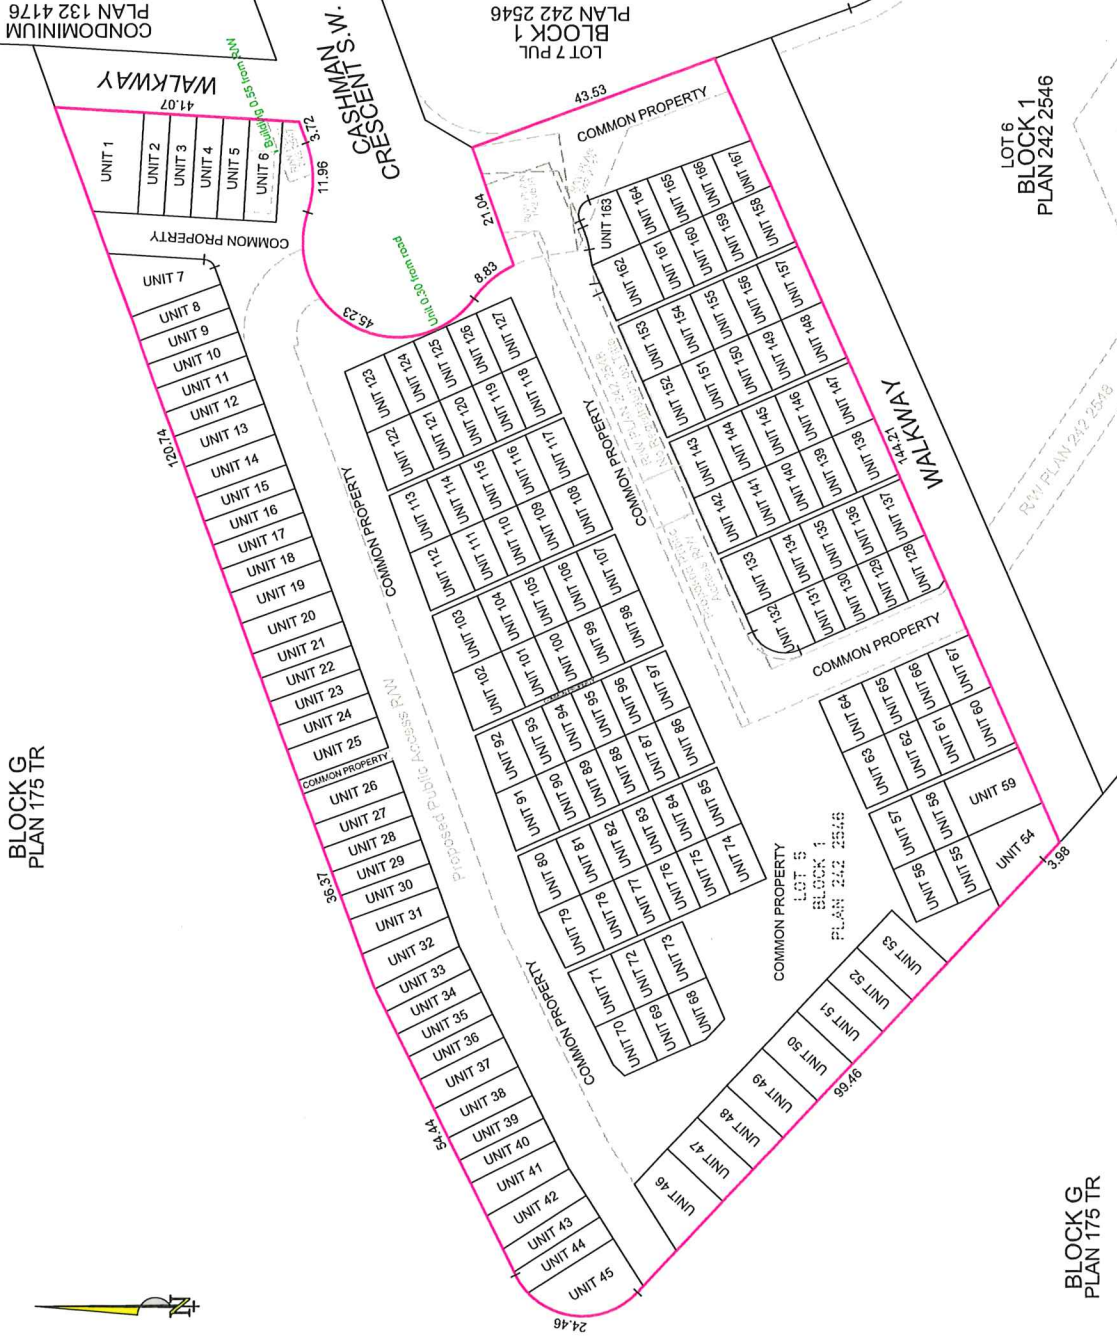 CONDOMINIUM
PLAN 132 4176
WALKWAY
41.07
Building 0.55 from R/W
3.72
11.96
CASHMAN
CRESCENT S.W.
LOT 7 PUL
BLOCK 1
PLAN 242 2546
43.53
COMMON PROPERTY
21.04
8.83
Unit 0.30 from road
45.23
LOT 6
BLOCK 1
PLAN 242 2546
UNIT 1
UNIT 2
UNIT 3
UNIT 4
UNIT 5
UNIT 6
COMMON PROPERTY
UNIT 7
UNIT 8
UNIT 9
UNIT 10
UNIT 11
UNIT 12
UNIT 13
UNIT 14
UNIT 15
UNIT 16
UNIT 17
UNIT 18
UNIT 19
UNIT 20
UNIT 21
UNIT 22
UNIT 23
UNIT 24
UNIT 25
COMMON PROPERTY
UNIT 26
UNIT 27
UNIT 28
UNIT 29
UNIT 30
UNIT 31
UNIT 32
UNIT 33
UNIT 34
UNIT 35
UNIT 36
UNIT 37
UNIT 38
UNIT 39
UNIT 40
UNIT 41
UNIT 42
UNIT 43
UNIT 44
UNIT 45
120.74
36.37
54.44
24.46
BLOCK G
PLAN 175 TR
COMMON PROPERTY
Proposed Public Access R/W
COMMON PROPERTY
UNIT 123
UNIT 124
UNIT 125
UNIT 126
UNIT 127
UNIT 122
UNIT 121
UNIT 120
UNIT 119
UNIT 118
UNIT 113
UNIT 114
UNIT 115
UNIT 116
UNIT 117
UNIT 112
UNIT 111
UNIT 110
UNIT 109
UNIT 108
UNIT 103
UNIT 104
UNIT 105
UNIT 106
UNIT 107
UNIT 102
UNIT 101
UNIT 100
UNIT 99
UNIT 98
UNIT 92
UNIT 93
UNIT 94
UNIT 95
UNIT 96
UNIT 97
UNIT 91
UNIT 90
UNIT 89
UNIT 88
UNIT 87
UNIT 86
UNIT 80
UNIT 81
UNIT 82
UNIT 83
UNIT 84
UNIT 85
UNIT 79
UNIT 78
UNIT 77
UNIT 76
UNIT 75
UNIT 74
UNIT 71
UNIT 72
UNIT 73
UNIT 70
UNIT 69
UNIT 68
COMMON PROPERTY
COMMON PROPERTY
UNIT 163
UNIT 164
UNIT 165
UNIT 166
UNIT 167
UNIT 162
UNIT 161
UNIT 160
UNIT 159
UNIT 158
UNIT 153
UNIT 154
UNIT 155
UNIT 156
UNIT 157
UNIT 152
UNIT 151
UNIT 150
UNIT 149
UNIT 148
UNIT 143
UNIT 144
UNIT 145
UNIT 146
UNIT 147
UNIT 142
UNIT 141
UNIT 140
UNIT 139
UNIT 138
UNIT 133
UNIT 134
UNIT 135
UNIT 136
UNIT 137
UNIT 132
UNIT 131
UNIT 130
UNIT 129
UNIT 128
144.21
WALKWAY
R/W PLAN 242 2548
COMMON PROPERTY
UNIT 64
UNIT 65
UNIT 66
UNIT 67
UNIT 63
UNIT 62
UNIT 61
UNIT 60
UNIT 57
UNIT 58
UNIT 59
UNIT 56
UNIT 55
UNIT 54
3.98
COMMON PROPERTY
LOT 5
BLOCK 1
PLAN 242 2546
UNIT 53
UNIT 52
UNIT 51
UNIT 50
UNIT 49
UNIT 48
UNIT 47
UNIT 46
99.46
BLOCK G
PLAN 175 TR
N